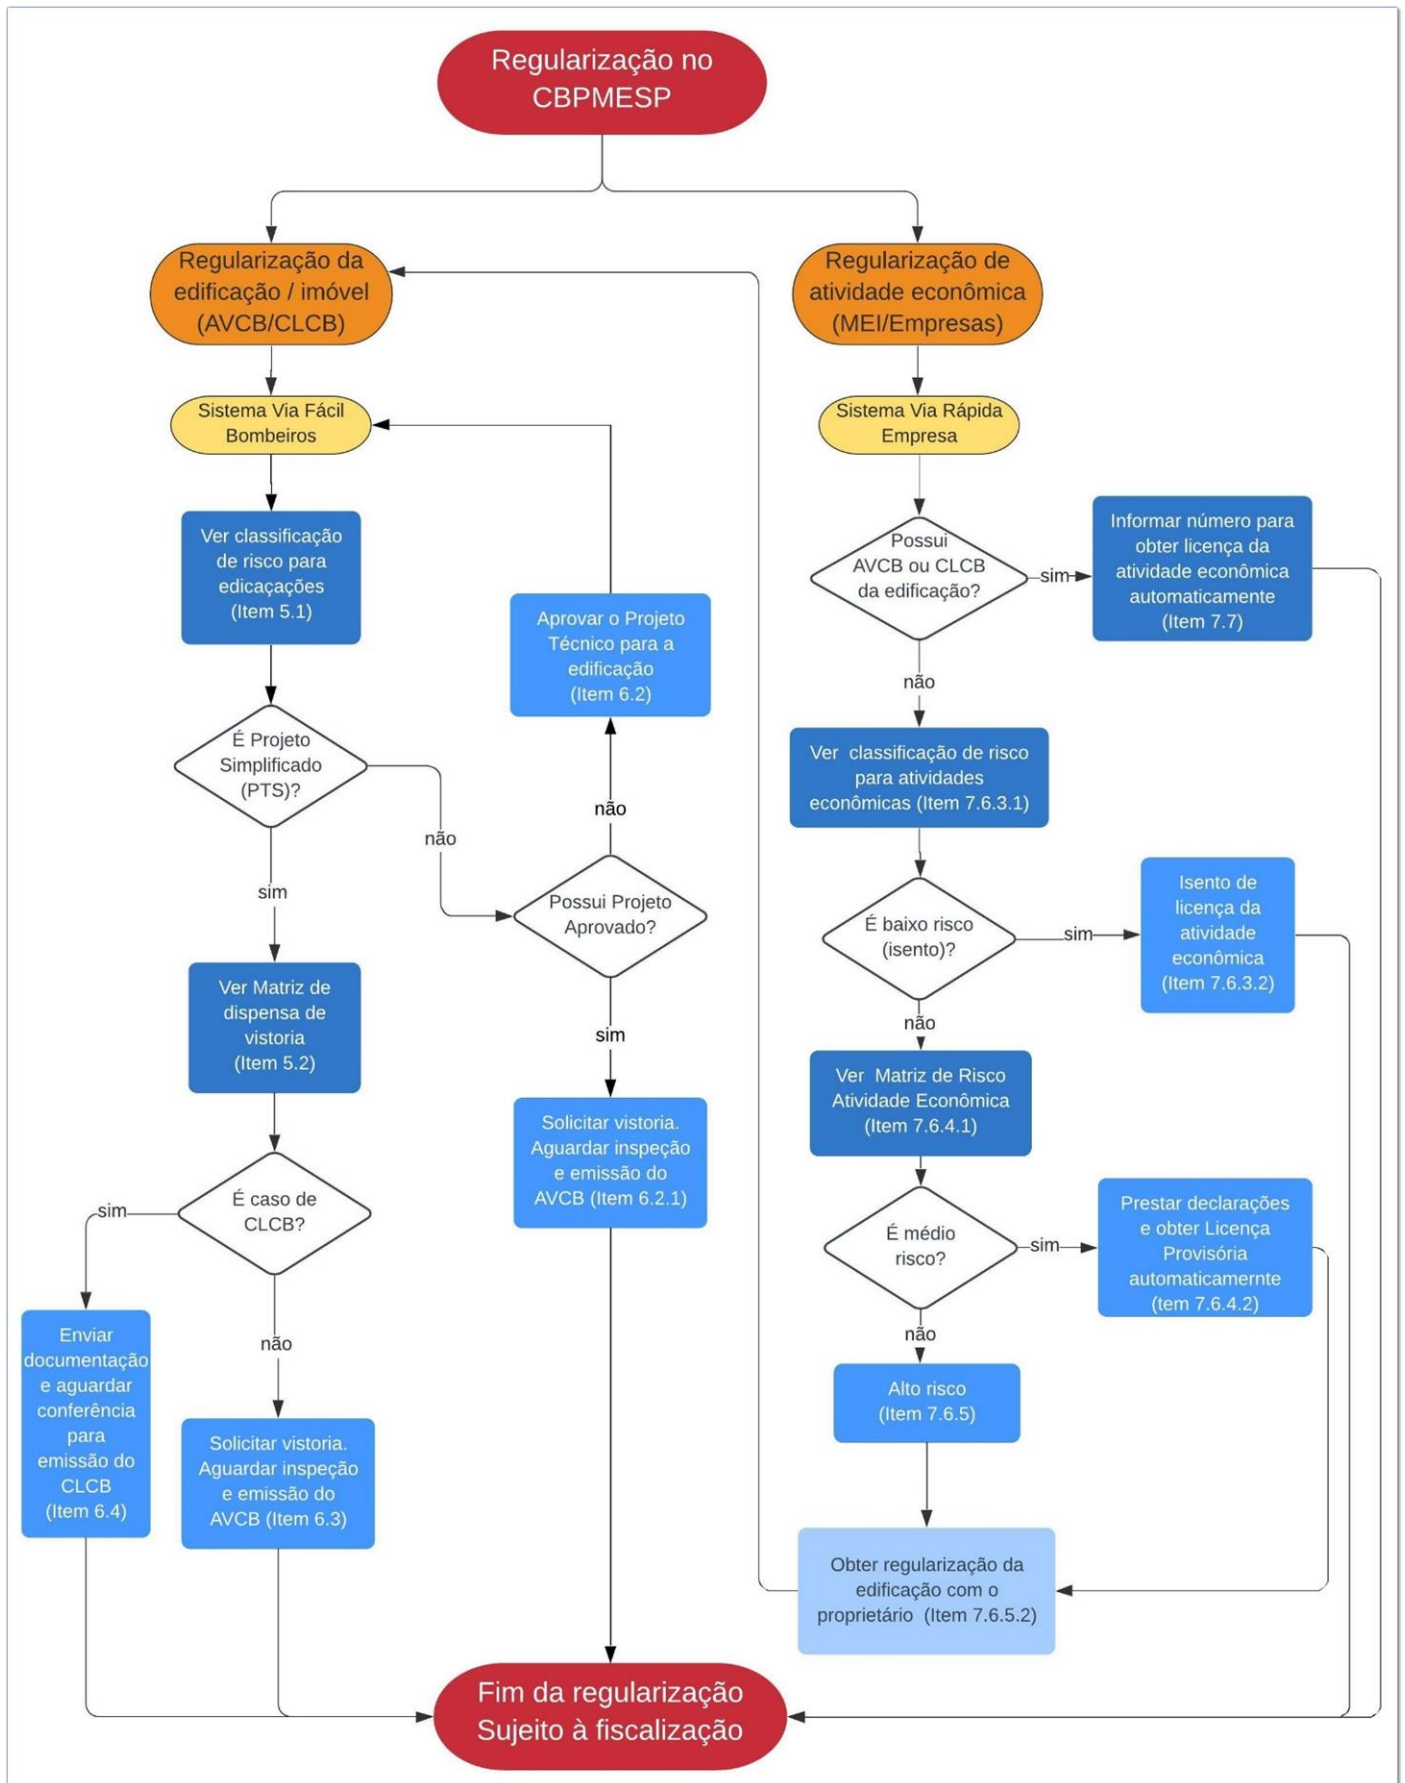 Regularização no
CBPMESP
Regularização da
edificação / imóvel
(AVCB/CLCB)
Regularização de
atividade econômica
(MEI/Empresas)
Sistema Via Fácil
Bombeiros
Sistema Via Rápida
Empresa
Ver classificação
de risco para
edicaçações
(Item 5.1)
Possui
AVCB ou CLCB
da edificação?
sim
Informar número para
obter licença da
atividade econômica
automaticamente
(Item 7.7)
Aprovar o Projeto
Técnico para a
edificação
(Item 6.2)
não
É Projeto
Simplificado
(PTS)?
não
não
Ver  classificação de risco
para atividades
econômicas (Item 7.6.3.1)
sim
Possui Projeto
Aprovado?
É baixo risco
(isento)?
sim
Isento de
licença da
atividade
econômica
(Item 7.6.3.2)
Ver Matriz de
dispensa de
vistoria
(Item 5.2)
sim
não
Ver  Matriz de Risco
Atividade Econômica
(Item 7.6.4.1)
Solicitar vistoria.
Aguardar inspeção
e emissão do
AVCB (Item 6.2.1)
É caso de
CLCB?
sim
É médio
risco?
sim
Prestar declarações
e obter Licença
Provisória
automaticamernte
(tem 7.6.4.2)
não
não
Enviar
documentação
e aguardar
conferência
para
emissão do
CLCB
(Item 6.4)
Solicitar vistoria.
Aguardar inspeção
e emissão do
AVCB (Item 6.3)
Alto risco
(Item 7.6.5)
Obter regularização da
edificação com o
proprietário  (Item 7.6.5.2)
Fim da regularização
Sujeito à fiscalização